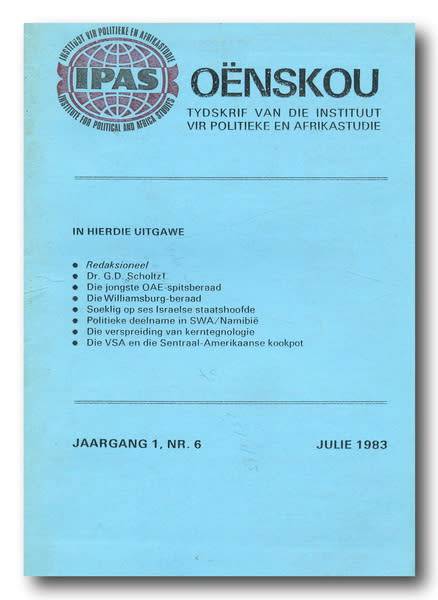 INSTITUUT VIR POLITIEKE EN AFRIKASTUDIE
IPAS
INSTITUTE FOR POLITICAL AND AFRICA STUDIES
OËNSKOU
TYDSKRIF VAN DIE INSTITUUT
VIR POLITIEKE EN AFRIKASTUDIE
IN HIERDIE UITGAWE
● Redaksioneel
● Dr. G.D. Scholtz†
● Die jongste OAE-spitsberaad
● Die Williamsburg-beraad
● Soeklig op ses Israelse staatshoofde
● Politieke deelname in SWA/Namibië
● Die verspreiding van kerntegnologie
● Die VSA en die Sentraal-Amerikaanse kookpot
JAARGANG 1, NR. 6
JULIE 1983